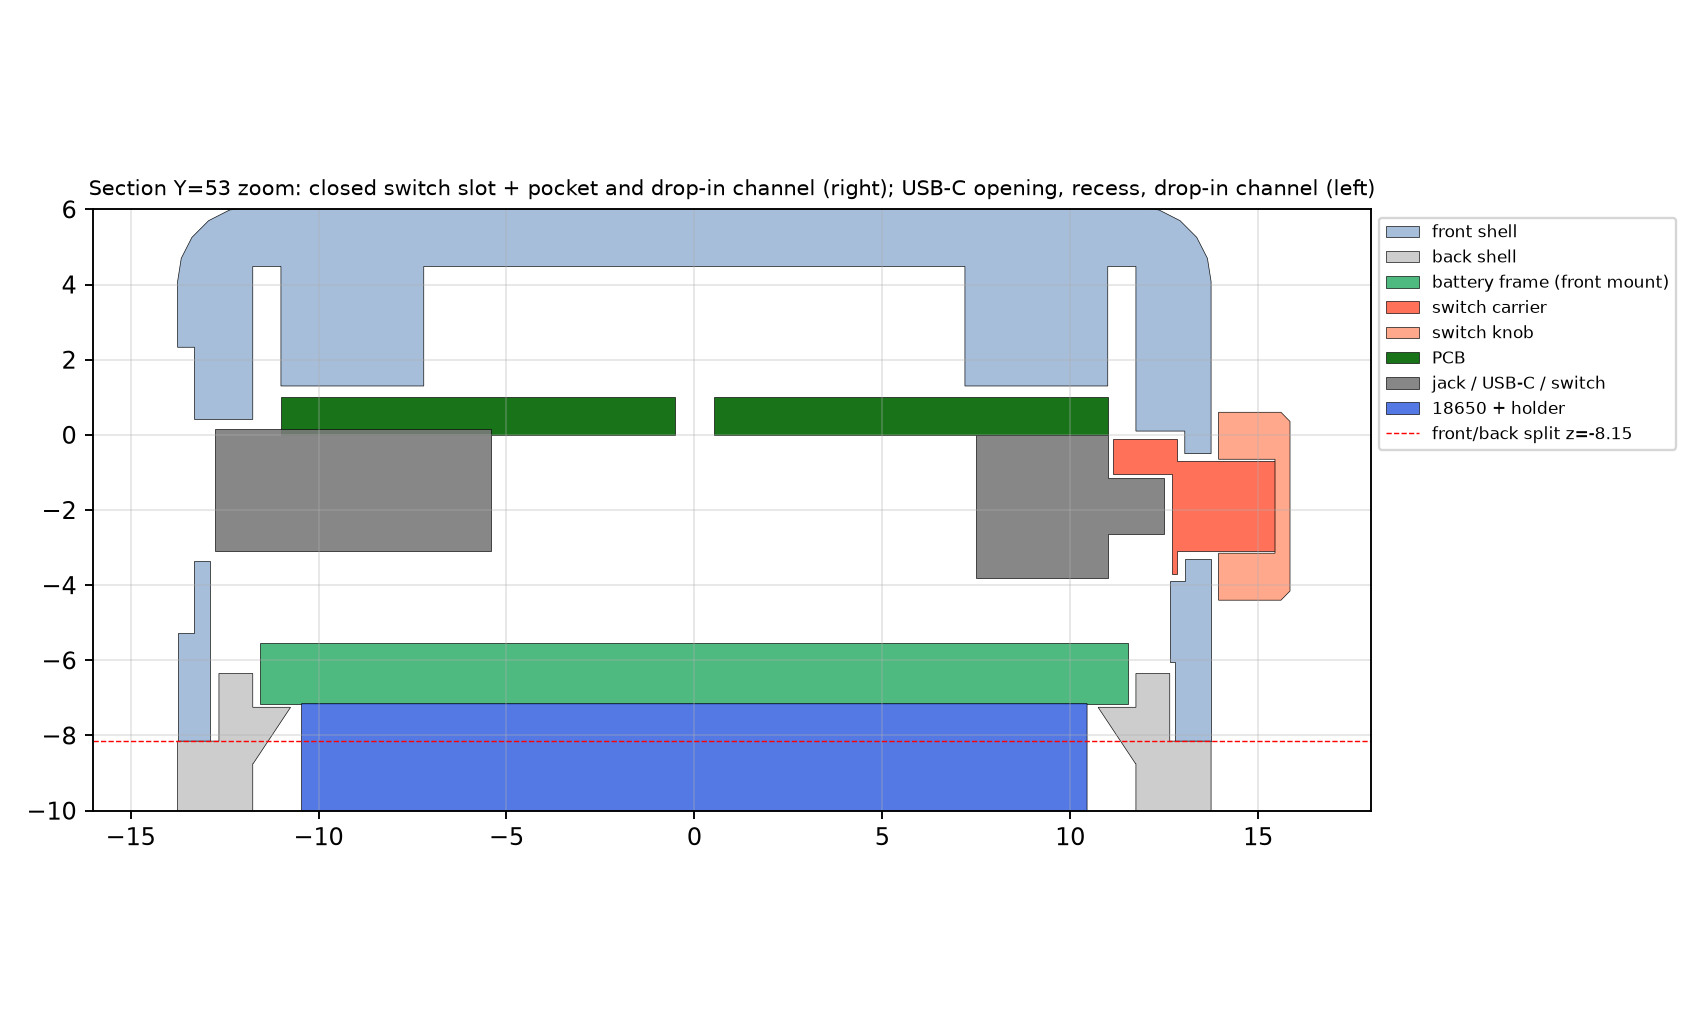 Section Y=53 zoom: closed switch slot + pocket and drop-in channel (right); USB-C opening, recess, drop-in channel (left)
6
4
2
0
−2
−4
−6
−8
−10
−15
−10
−5
0
5
10
15
front shell
back shell
battery frame (front mount)
switch carrier
switch knob
PCB
jack / USB-C / switch
18650 + holder
front/back split z=-8.15